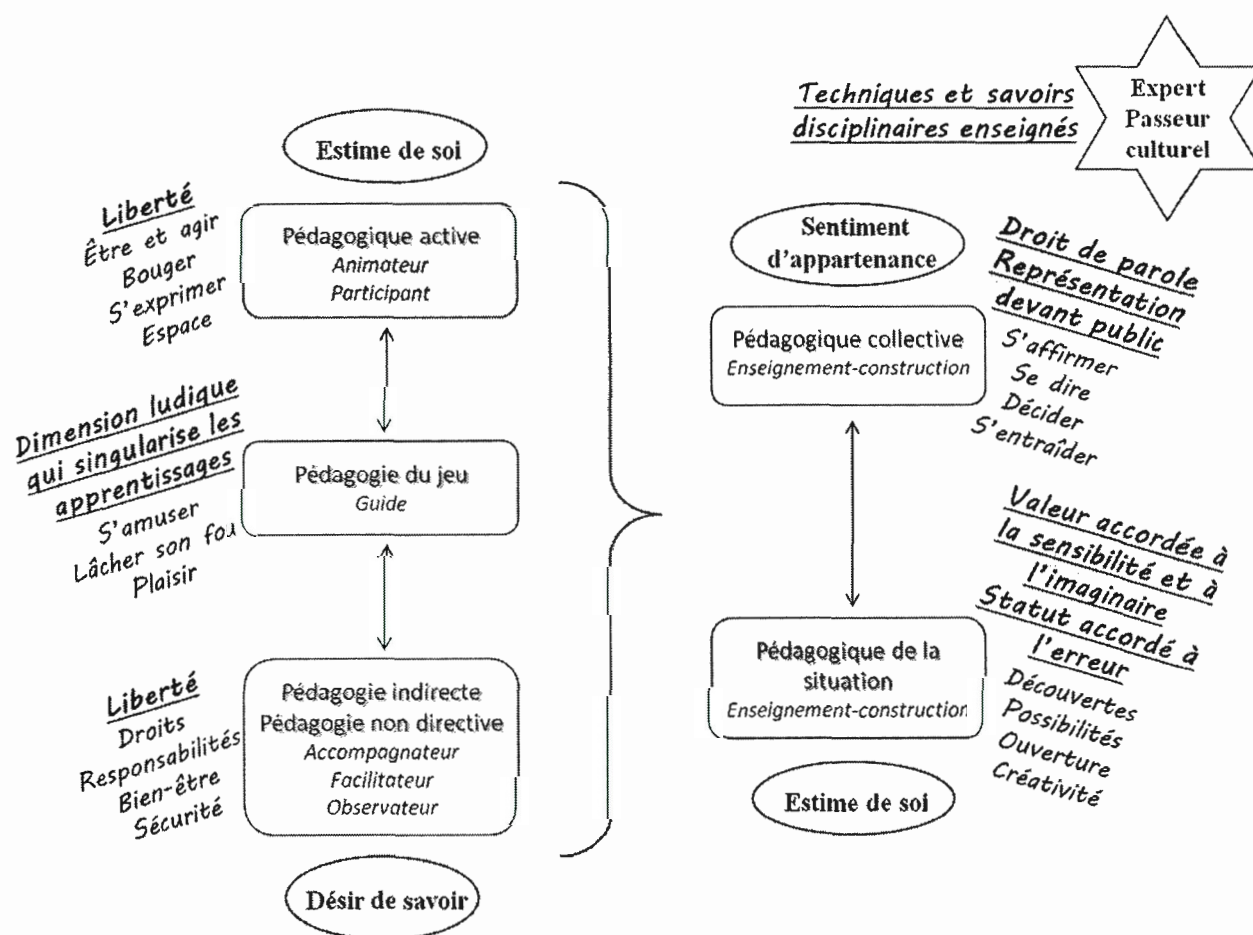 Estime de soi
Liberté
Être et agir
Bouger
S'exprimer
Espace
Pédagogique active
Animateur
Participant
Dimension ludique
qui singularise les
apprentissages
S'amuser
Lâcher son fou
Plaisir
Pédagogie du jeu
Guide
Liberté
Droits
Responsabilités
Bien-être
Sécurité
Pédagogie indirecte
Pédagogie non directive
Accompagnateur
Facilitateur
Observateur
Désir de savoir
Techniques et savoirs
disciplinaires enseignés
Expert
Passeur
culturel
Sentiment
d'appartenance
Pédagogique collective
Enseignement-construction
Droit de parole
Représentation
devant public
S'affirmer
Se dire
Décider
S'entraîder
Pédagogique de la
situation
Enseignement-construction
Valeur accordée à
la sensibilité et à
l'imaginaire
Statut accordé à
l'erreur
Découvertes
Possibilités
Ouverture
Créativité
Estime de soi